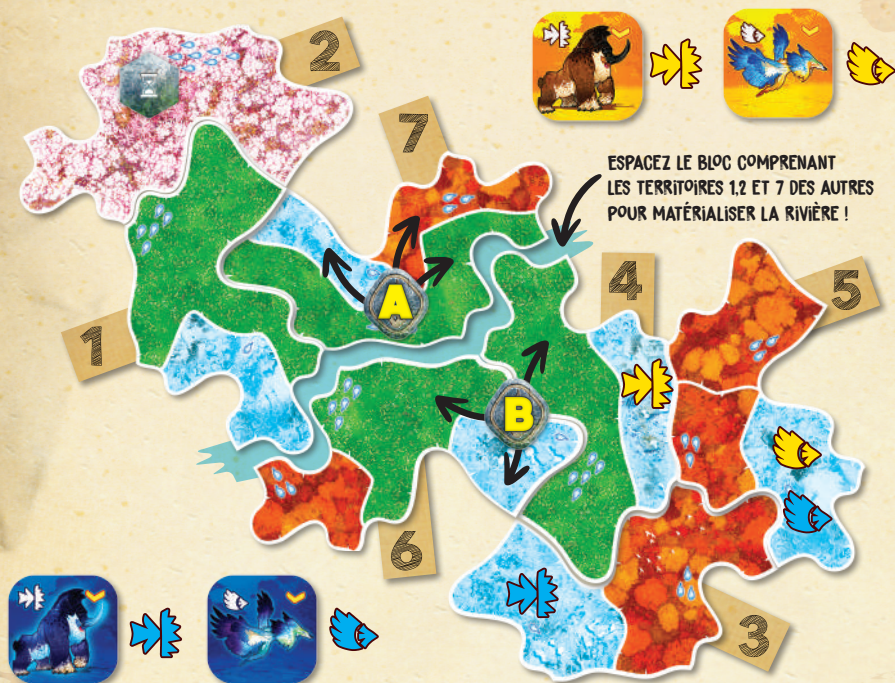 2
7
ESPACEZ LE BLOC COMPRENANT
LES TERRITOIRES 1,2 ET 7 DES AUTRES
POUR MATÉRIALISER LA RIVIÈRE !
4
5
A
1
B
6
3